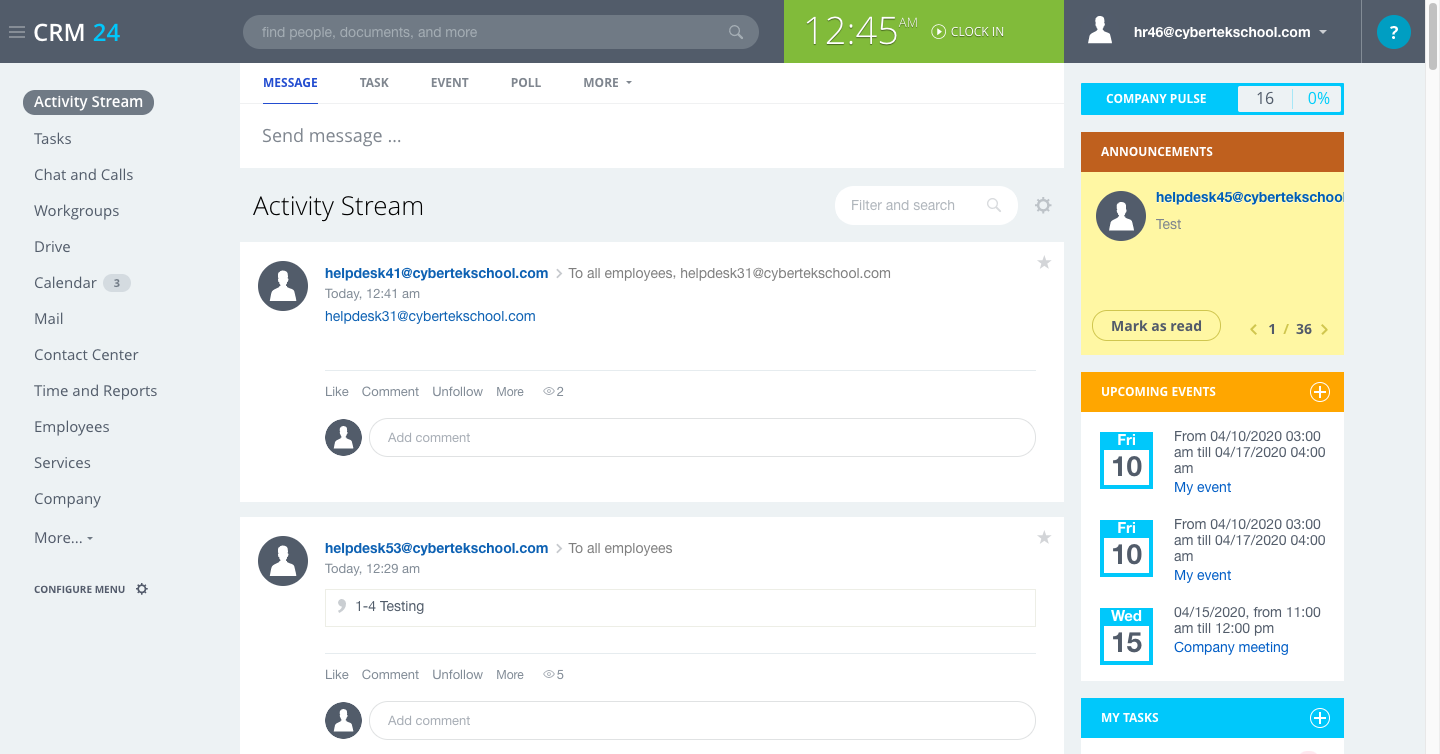 CRM 24
find people, documents, and more
12:45 AM
CLOCK IN
hr46@cybertekschool.com
?
Activity Stream
Tasks
Chat and Calls
Workgroups
Drive
Calendar 3
Mail
Contact Center
Time and Reports
Employees
Services
Company
More...
CONFIGURE MENU
MESSAGE TASK EVENT POLL MORE
Send message ...
Activity Stream
Filter and search
helpdesk41@cybertekschool.com > To all employees, helpdesk31@cybertekschool.com
Today, 12:41 am
helpdesk31@cybertekschool.com
Like Comment Unfollow More 2
Add comment
helpdesk53@cybertekschool.com > To all employees
Today, 12:29 am
1-4 Testing
Like Comment Unfollow More 5
Add comment
COMPANY PULSE 16 0%
ANNOUNCEMENTS
helpdesk45@cybertekschool
Test
Mark as read
1 / 36
UPCOMING EVENTS
Fri
10
From 04/10/2020 03:00
am till 04/17/2020 04:00
am
My event
Fri
10
From 04/10/2020 03:00
am till 04/17/2020 04:00
am
My event
Wed
15
04/15/2020, from 11:00
am till 12:00 pm
Company meeting
MY TASKS